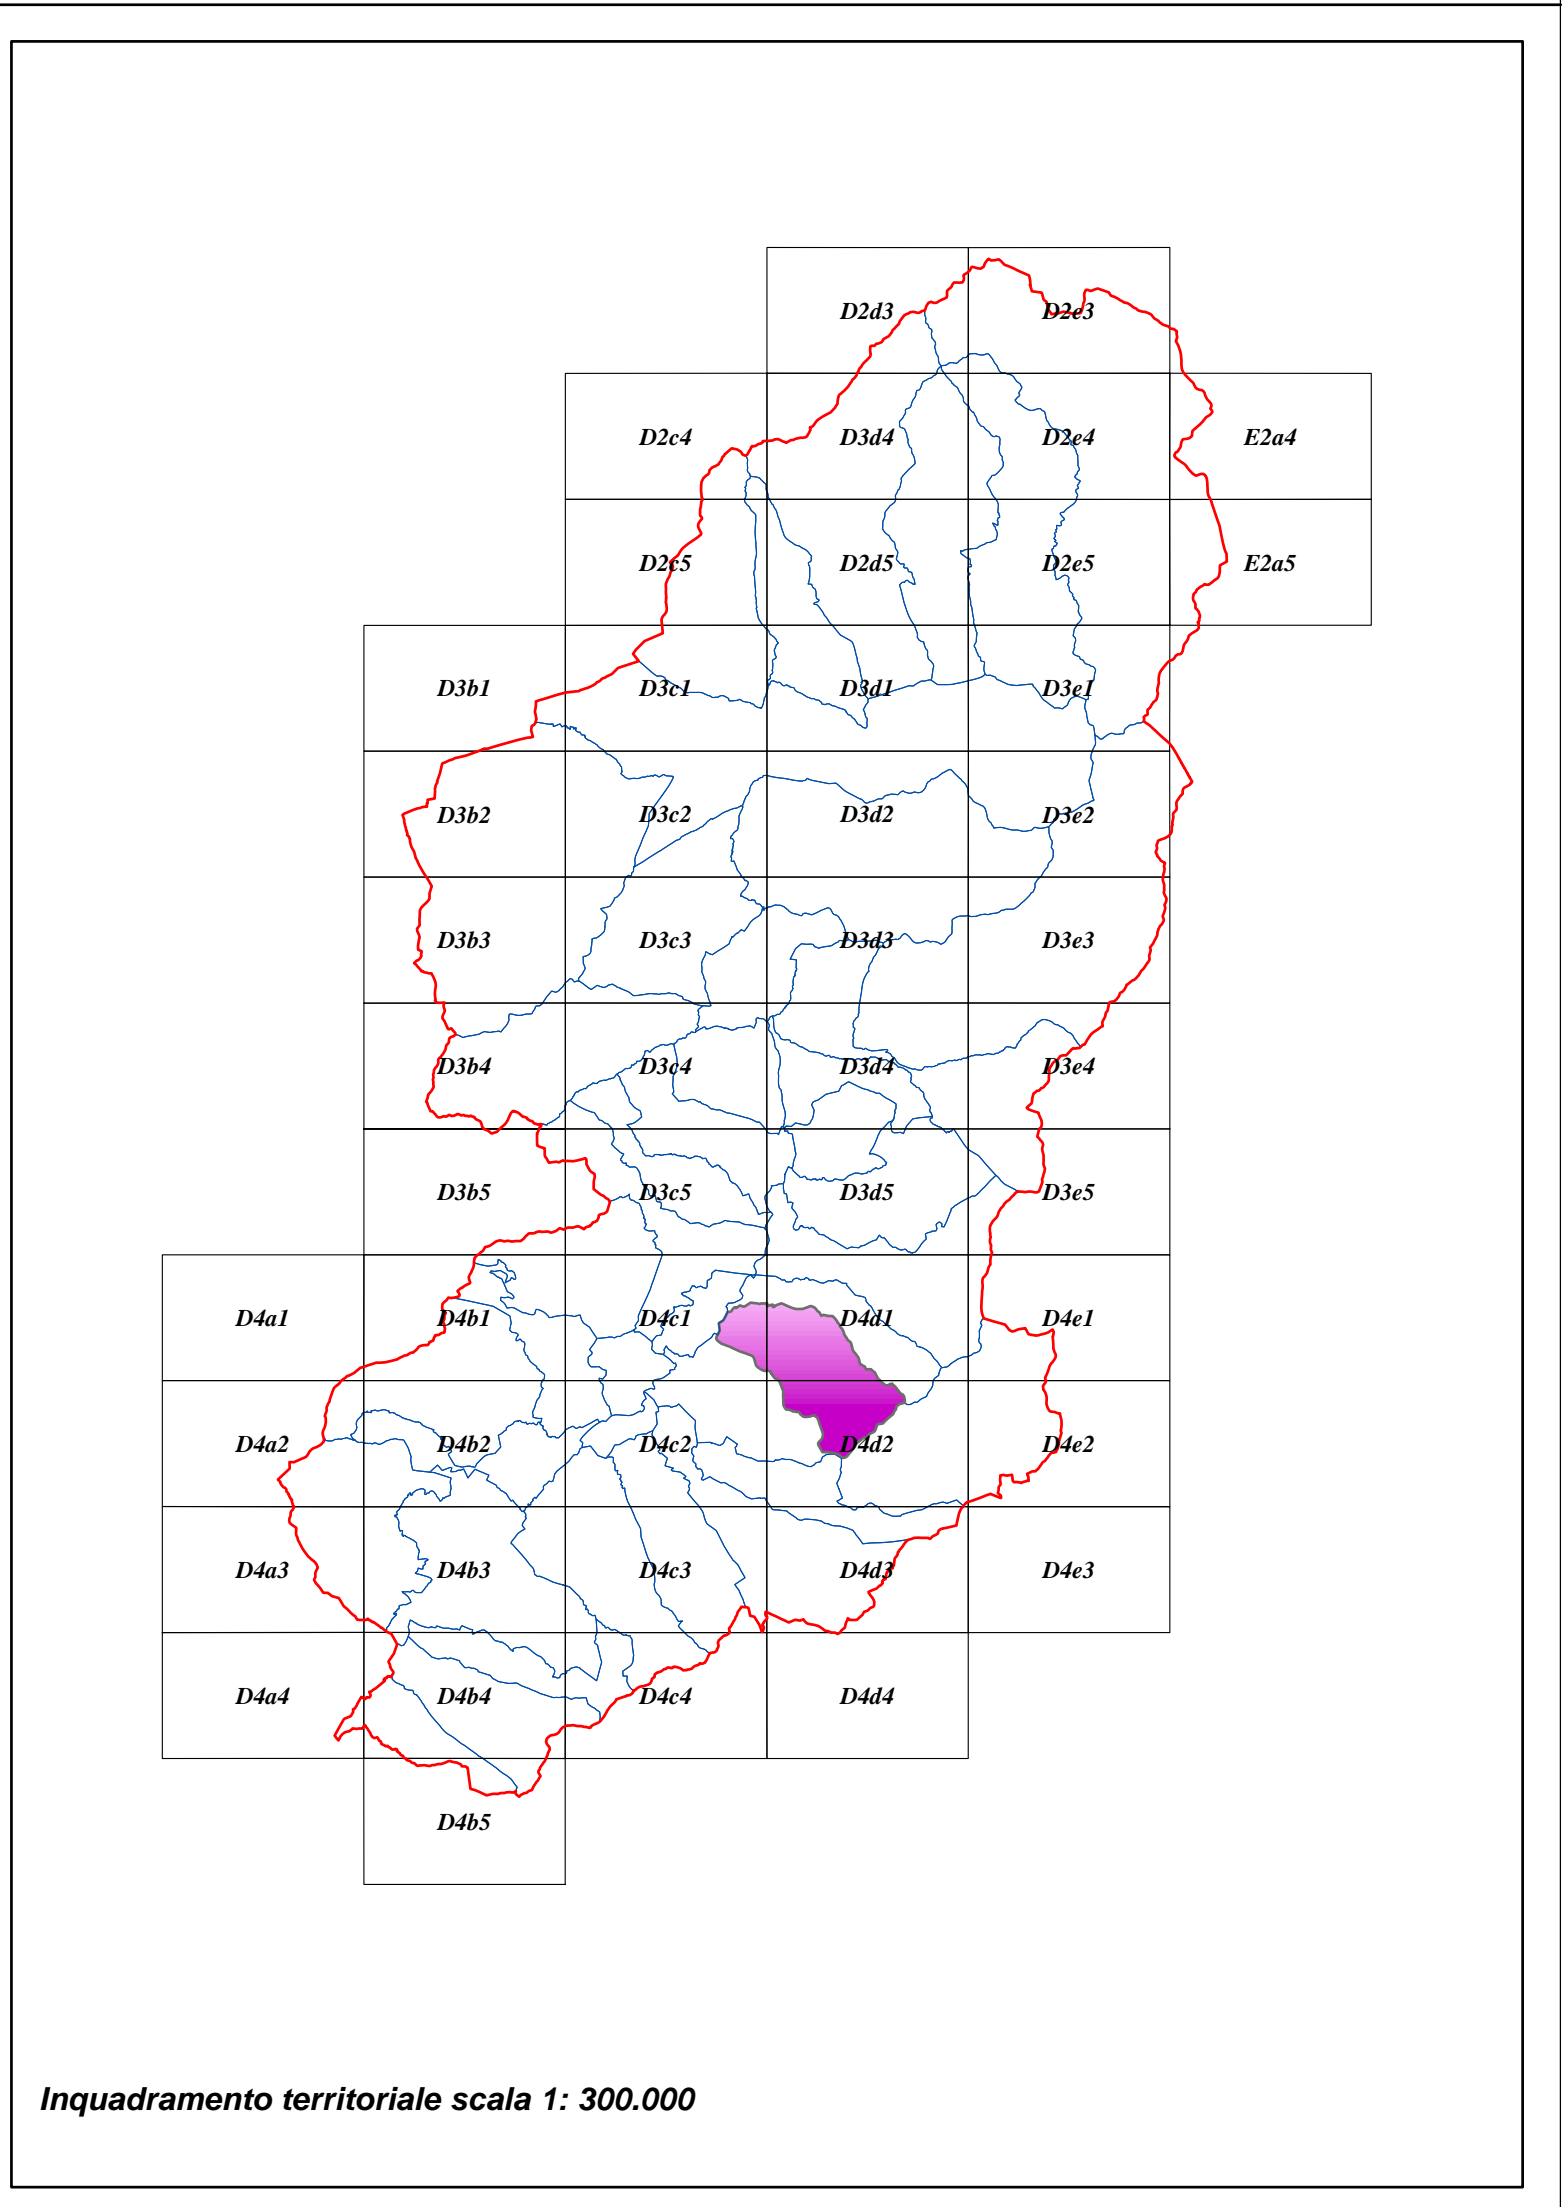 D2d3 D2e3
D2c4 D3d4 D2e4 E2a4
D2c5 D2d5 D2e5 E2a5
D3b1 D3c1 D3d1 D3e1
D3b2 D3c2 D3d2 D3e2
D3b3 D3c3 D3d3 D3e3
D3b4 D3c4 D3d4 D3e4
D3b5 D3c5 D3d5 D3e5
D4a1 D4b1 D4c1 D4d1 D4e1
D4a2 D4b2 D4c2 D4d2 D4e2
D4a3 D4b3 D4c3 D4d3 D4e3
D4a4 D4b4 D4c4 D4d4
D4b5
Inquadramento territoriale scala 1: 300.000